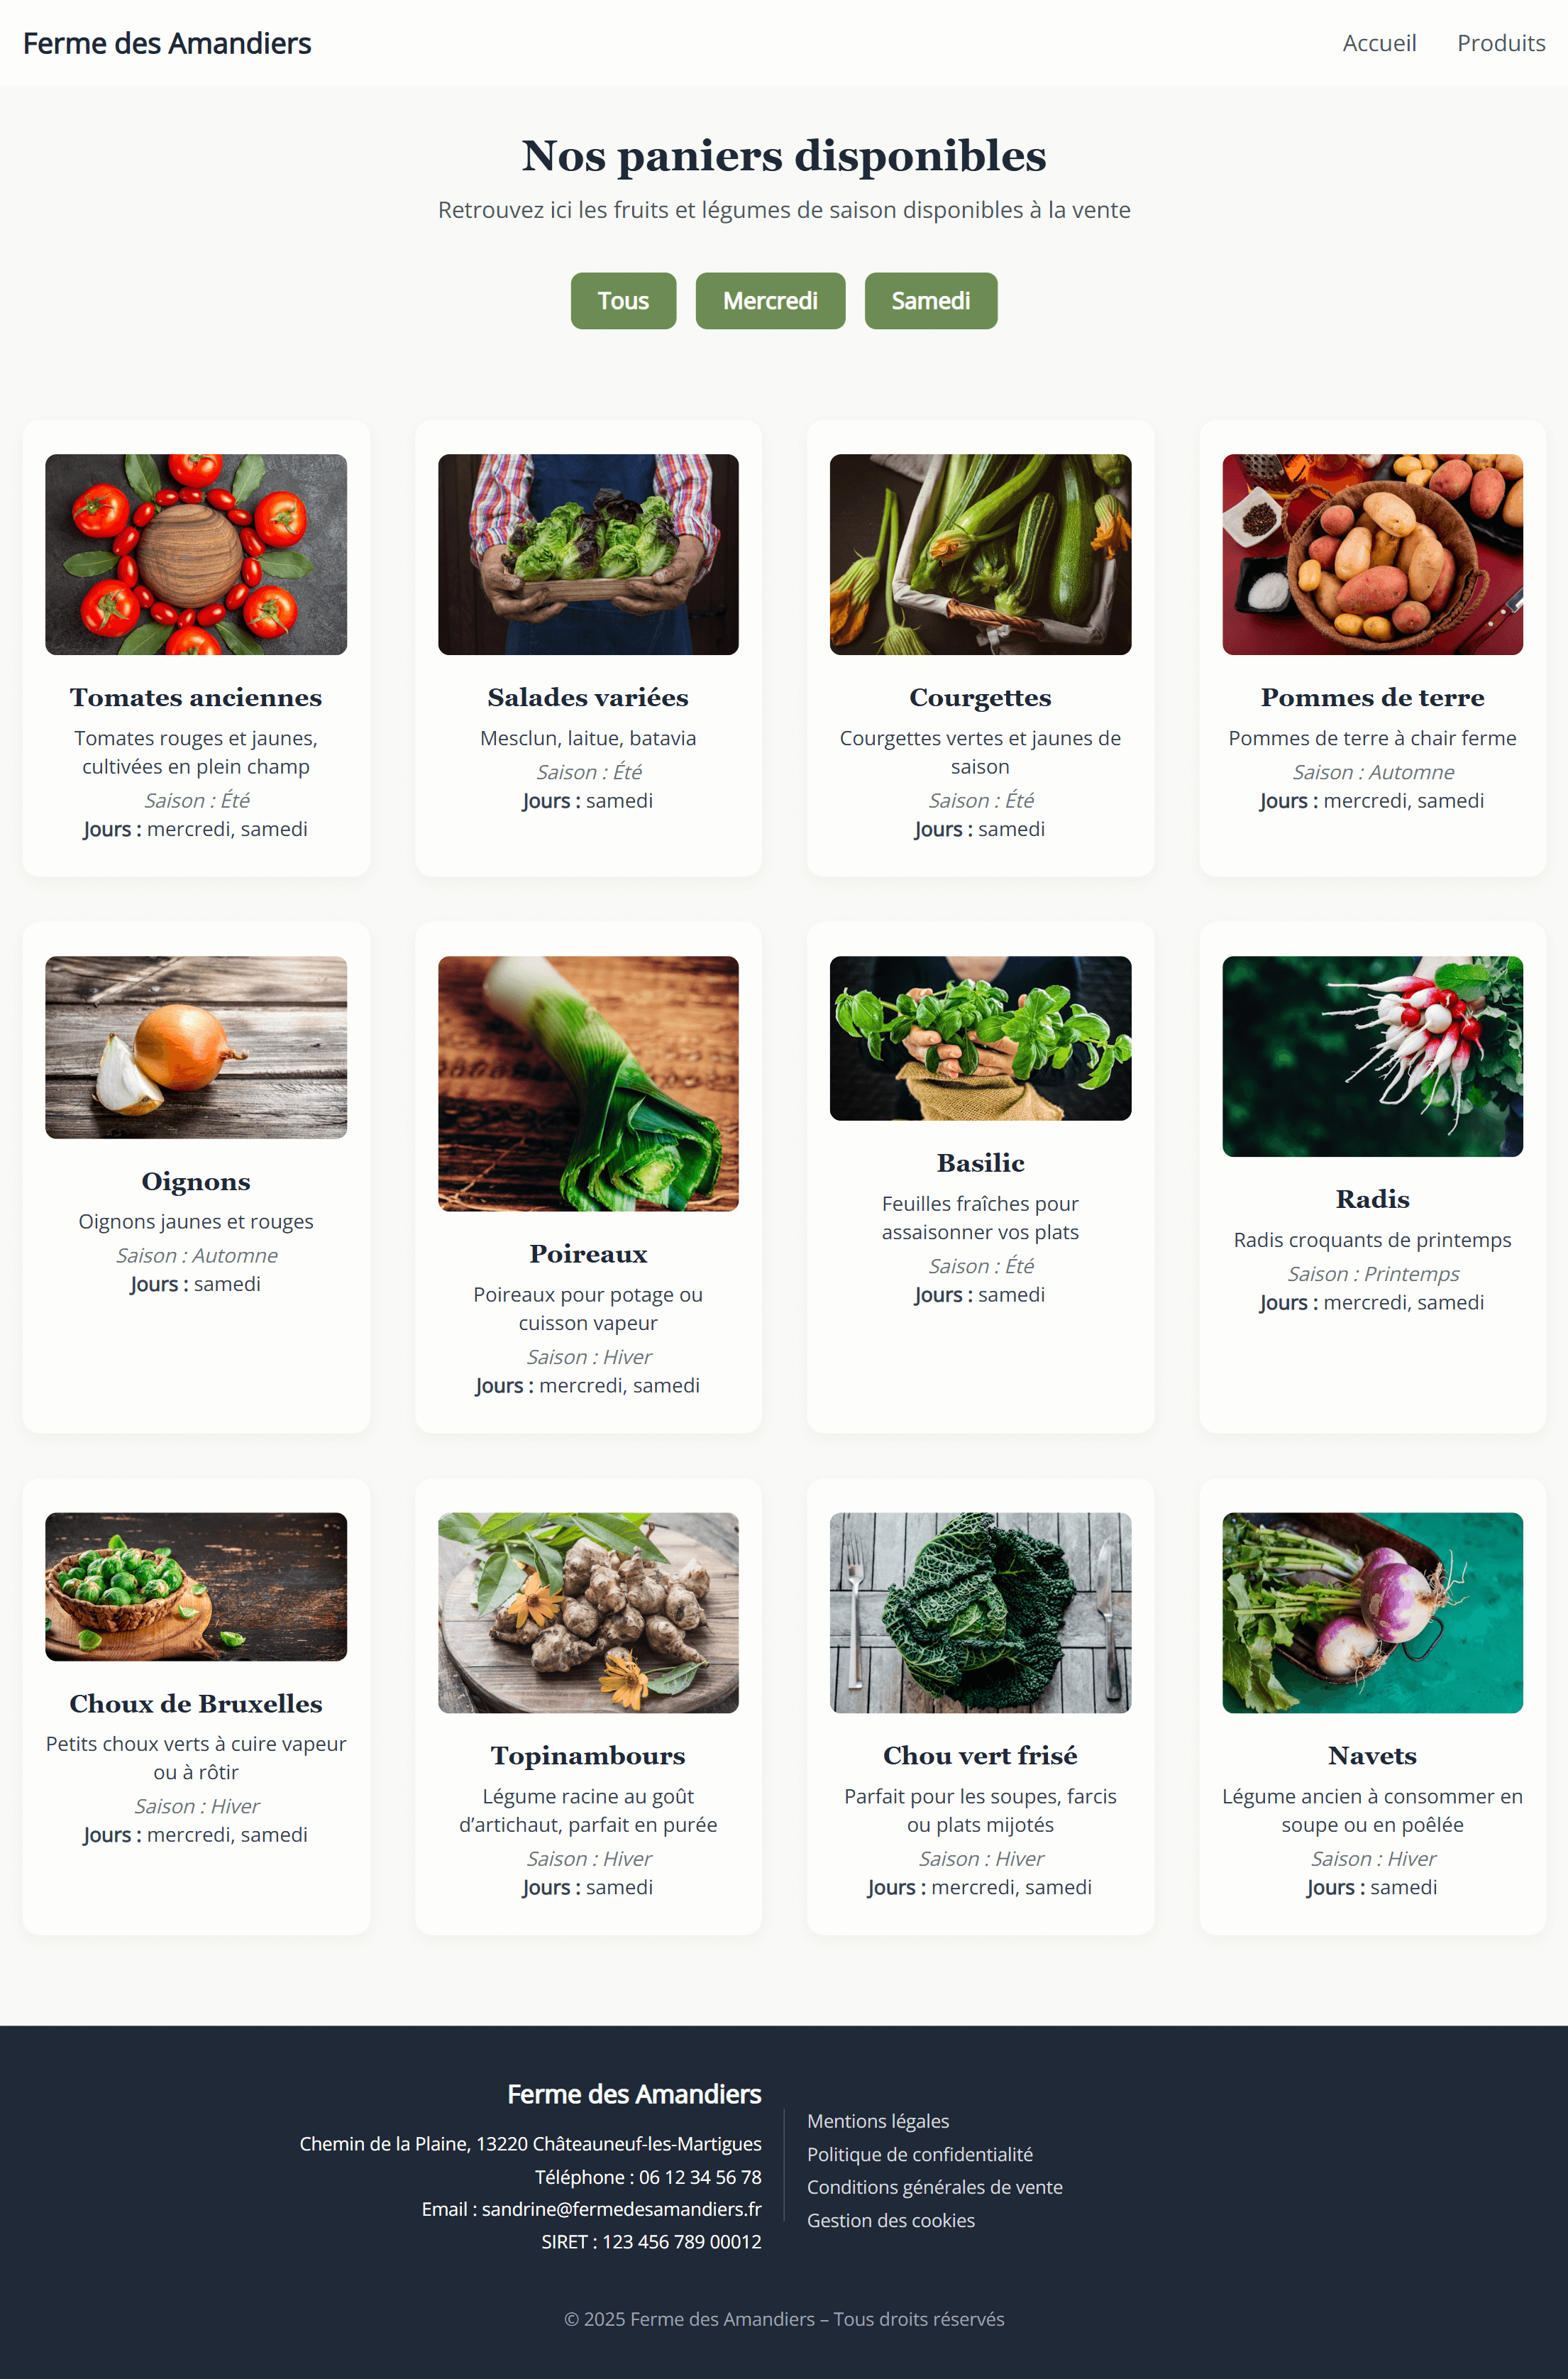 Ferme des Amandiers
Accueil
Produits
Nos paniers disponibles
Retrouvez ici les fruits et légumes de saison disponibles à la vente
Tous
Mercredi
Samedi
Tomates anciennes
Tomates rouges et jaunes,
cultivées en plein champ
Saison : Été
Jours : mercredi, samedi
Salades variées
Mesclun, laitue, batavia
Saison : Été
Jours : samedi
Courgettes
Courgettes vertes et jaunes de
saison
Saison : Été
Jours : samedi
Pommes de terre
Pommes de terre à chair ferme
Saison : Automne
Jours : mercredi, samedi
Oignons
Oignons jaunes et rouges
Saison : Automne
Jours : samedi
Poireaux
Poireaux pour potage ou
cuisson vapeur
Saison : Hiver
Jours : mercredi, samedi
Basilic
Feuilles fraîches pour
assaisonner vos plats
Saison : Été
Jours : samedi
Radis
Radis croquants de printemps
Saison : Printemps
Jours : mercredi, samedi
Choux de Bruxelles
Petits choux verts à cuire vapeur
ou à rôtir
Saison : Hiver
Jours : mercredi, samedi
Topinambours
Légume racine au goût
d’artichaut, parfait en purée
Saison : Hiver
Jours : samedi
Chou vert frisé
Parfait pour les soupes, farcis
ou plats mijotés
Saison : Hiver
Jours : mercredi, samedi
Navets
Légume ancien à consommer en
soupe ou en poêlée
Saison : Hiver
Jours : samedi
Ferme des Amandiers
Chemin de la Plaine, 13220 Châteauneuf-les-Martigues
Téléphone : 06 12 34 56 78
Email : sandrine@fermedesamandiers.fr
SIRET : 123 456 789 00012
Mentions légales
Politique de confidentialité
Conditions générales de vente
Gestion des cookies
© 2025 Ferme des Amandiers – Tous droits réservés